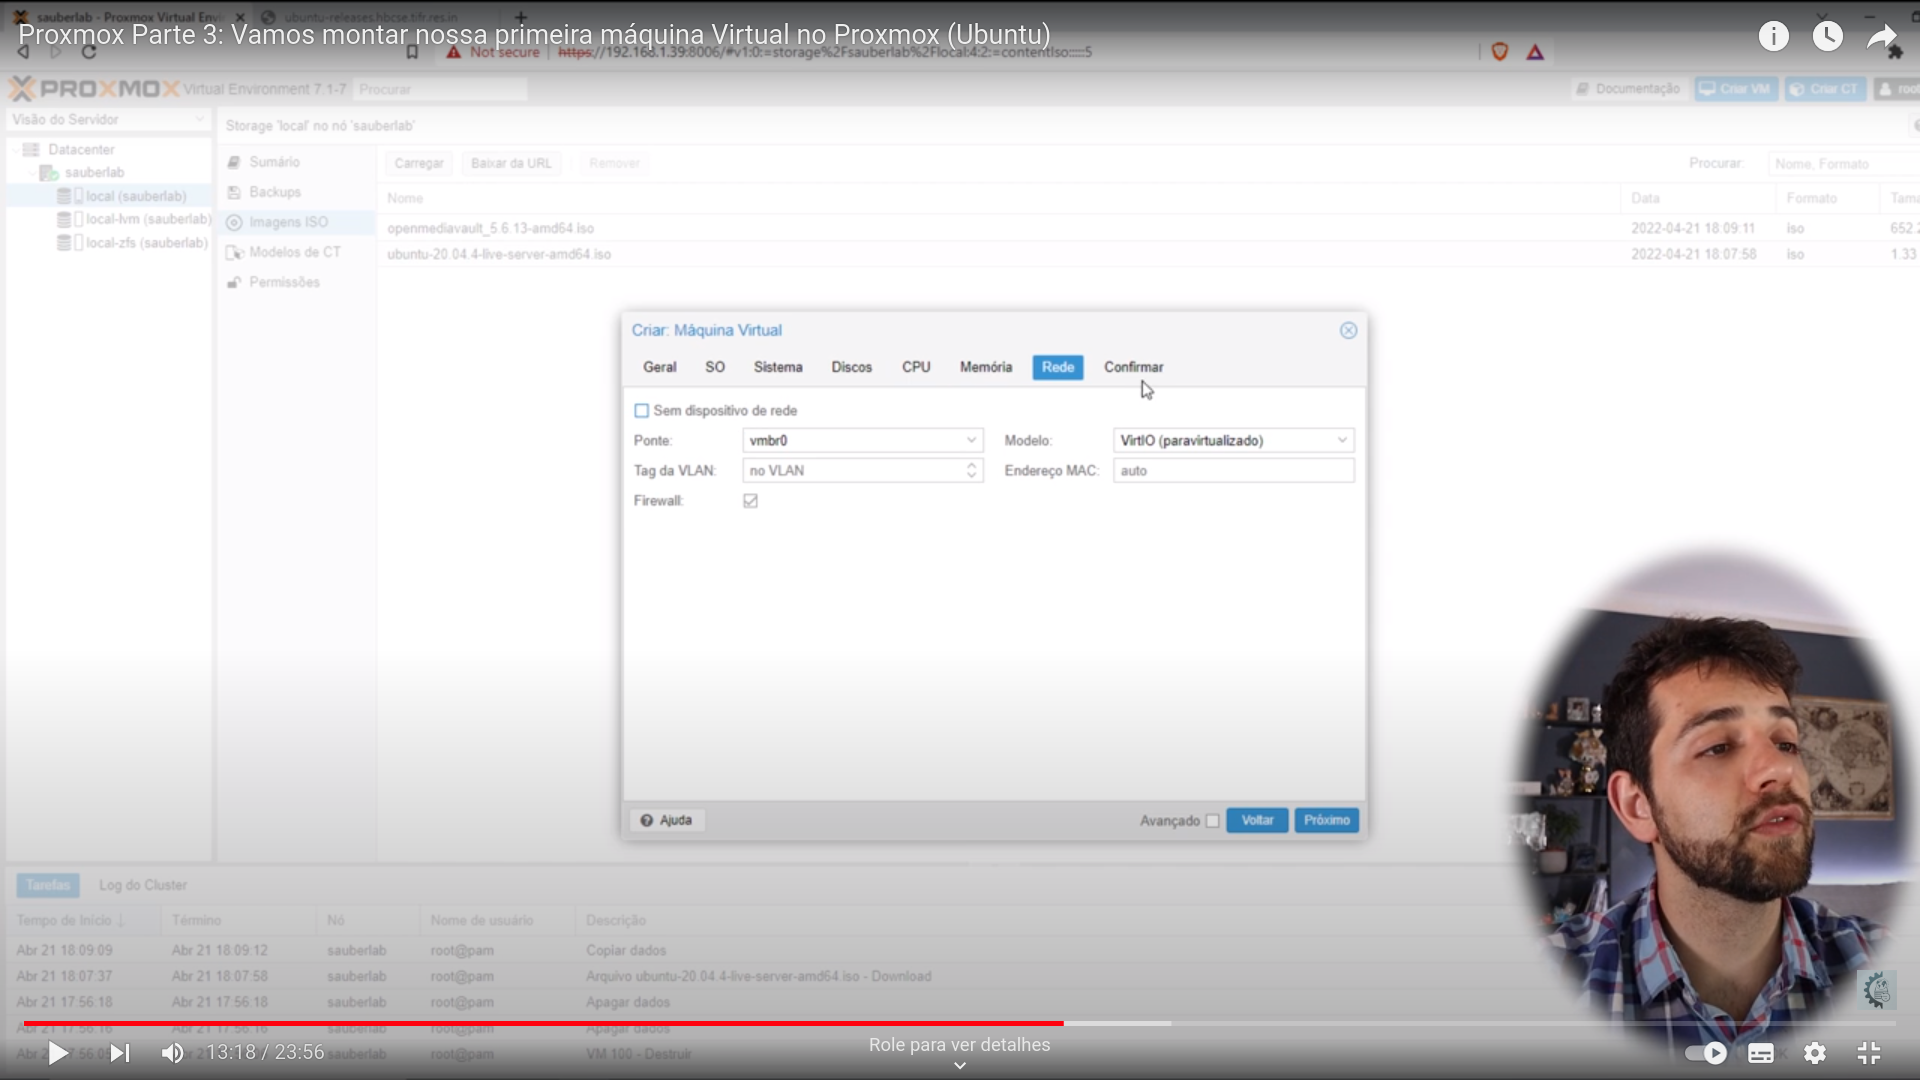 sauberlab - Proxmox Virtual Envi
ubuntu-releases.hbcse.tifr.res.in
Proxmox Parte 3: Vamos montar nossa primeira máquina Virtual no Proxmox (Ubuntu)
Not secure https://192.168.1.39:8006/#v1:0:=storage%2Fsauberlab%2Flocal:4:2:=contentIso:::::5
PROXMOX Virtual Environment 7.1-7 Procurar
Documentação Criar VM Criar CT root
Visão do Servidor
Storage 'local' no nó 'sauberlab'
Datacenter
sauberlab
local (sauberlab)
local-lvm (sauberlab)
local-zfs (sauberlab)
Sumário
Backups
Imagens ISO
Modelos de CT
Permissões
Carregar Baixar da URL Remover Procurar: Nome, Formato
Nome Data Formato Tama
openmediavault_5.6.13-amd64.iso 2022-04-21 18:09:11 iso 652.2
ubuntu-20.04.4-live-server-amd64.iso 2022-04-21 18:07:58 iso 1.33
Criar: Máquina Virtual
Geral SO Sistema Discos CPU Memória Rede Confirmar
Sem dispositivo de rede
Ponte: vmbr0 Modelo: VirtIO (paravirtualizado)
Tag da VLAN: no VLAN Endereço MAC: auto
Firewall:
Ajuda Avançado Voltar Próximo
Tarefas Log do Cluster
Tempo de Início Término Nó Nome de usuário Descrição
Abr 21 18:09:09 Abr 21 18:09:12 sauberlab root@pam Copiar dados
Abr 21 18:07:37 Abr 21 18:07:58 sauberlab root@pam Arquivo ubuntu-20.04.4-live-server-amd64.iso - Download
Abr 21 17:56:18 Abr 21 17:56:18 sauberlab root@pam Apagar dados
Abr 21 17:56:16 Abr 21 17:56:16 sauberlab root@pam Apagar dados
Abr 2 17:56:05 sauberlab root@pam VM 100 - Destruir
13:18 / 23:56
Role para ver detalhes